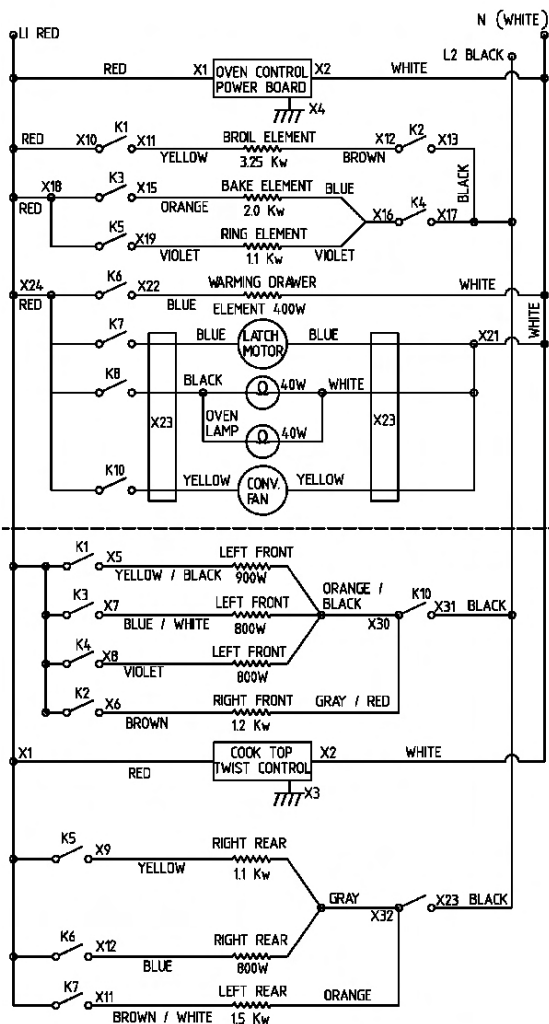 N (WHITE)
L1 RED
L2 BLACK
RED X1 OVEN CONTROL X2 WHITE
POWER BOARD
X4
RED X10 K1 X11 BROIL ELEMENT X12 K2 X13
YELLOW 3.25 Kw BROWN
BLACK
X18 K3 X15 BAKE ELEMENT BLUE
RED ORANGE 2.0 Kw X16 K4 X17
K5 X19 RING ELEMENT
VIOLET 1.1 Kw VIOLET
X24 K6 X22 WARMING DRAWER WHITE
RED BLUE ELEMENT 400W
WHITE
K7 BLUE LATCH BLUE X21
MOTOR
K8 BLACK 40W WHITE
X23 OVEN X23
LAMP 40W
K10 YELLOW CONV. YELLOW
FAN
K1 X5 LEFT FRONT
YELLOW / BLACK 900W ORANGE /
BLACK
K3 X7 LEFT FRONT K10 X31 BLACK
BLUE / WHITE 800W X30
K4 X8 LEFT FRONT
VIOLET 800W
K2 X6 RIGHT FRONT GRAY / RED
BROWN 1.2 Kw
X1 COOK TOP X2 WHITE
RED TWIST CONTROL
X3
K5 X9 RIGHT REAR
YELLOW 1.1 Kw
GRAY X32 X23 BLACK
K6 X12 RIGHT REAR
BLUE 800W
K7 X11 LEFT REAR ORANGE
BROWN / WHITE 1.5 Kw